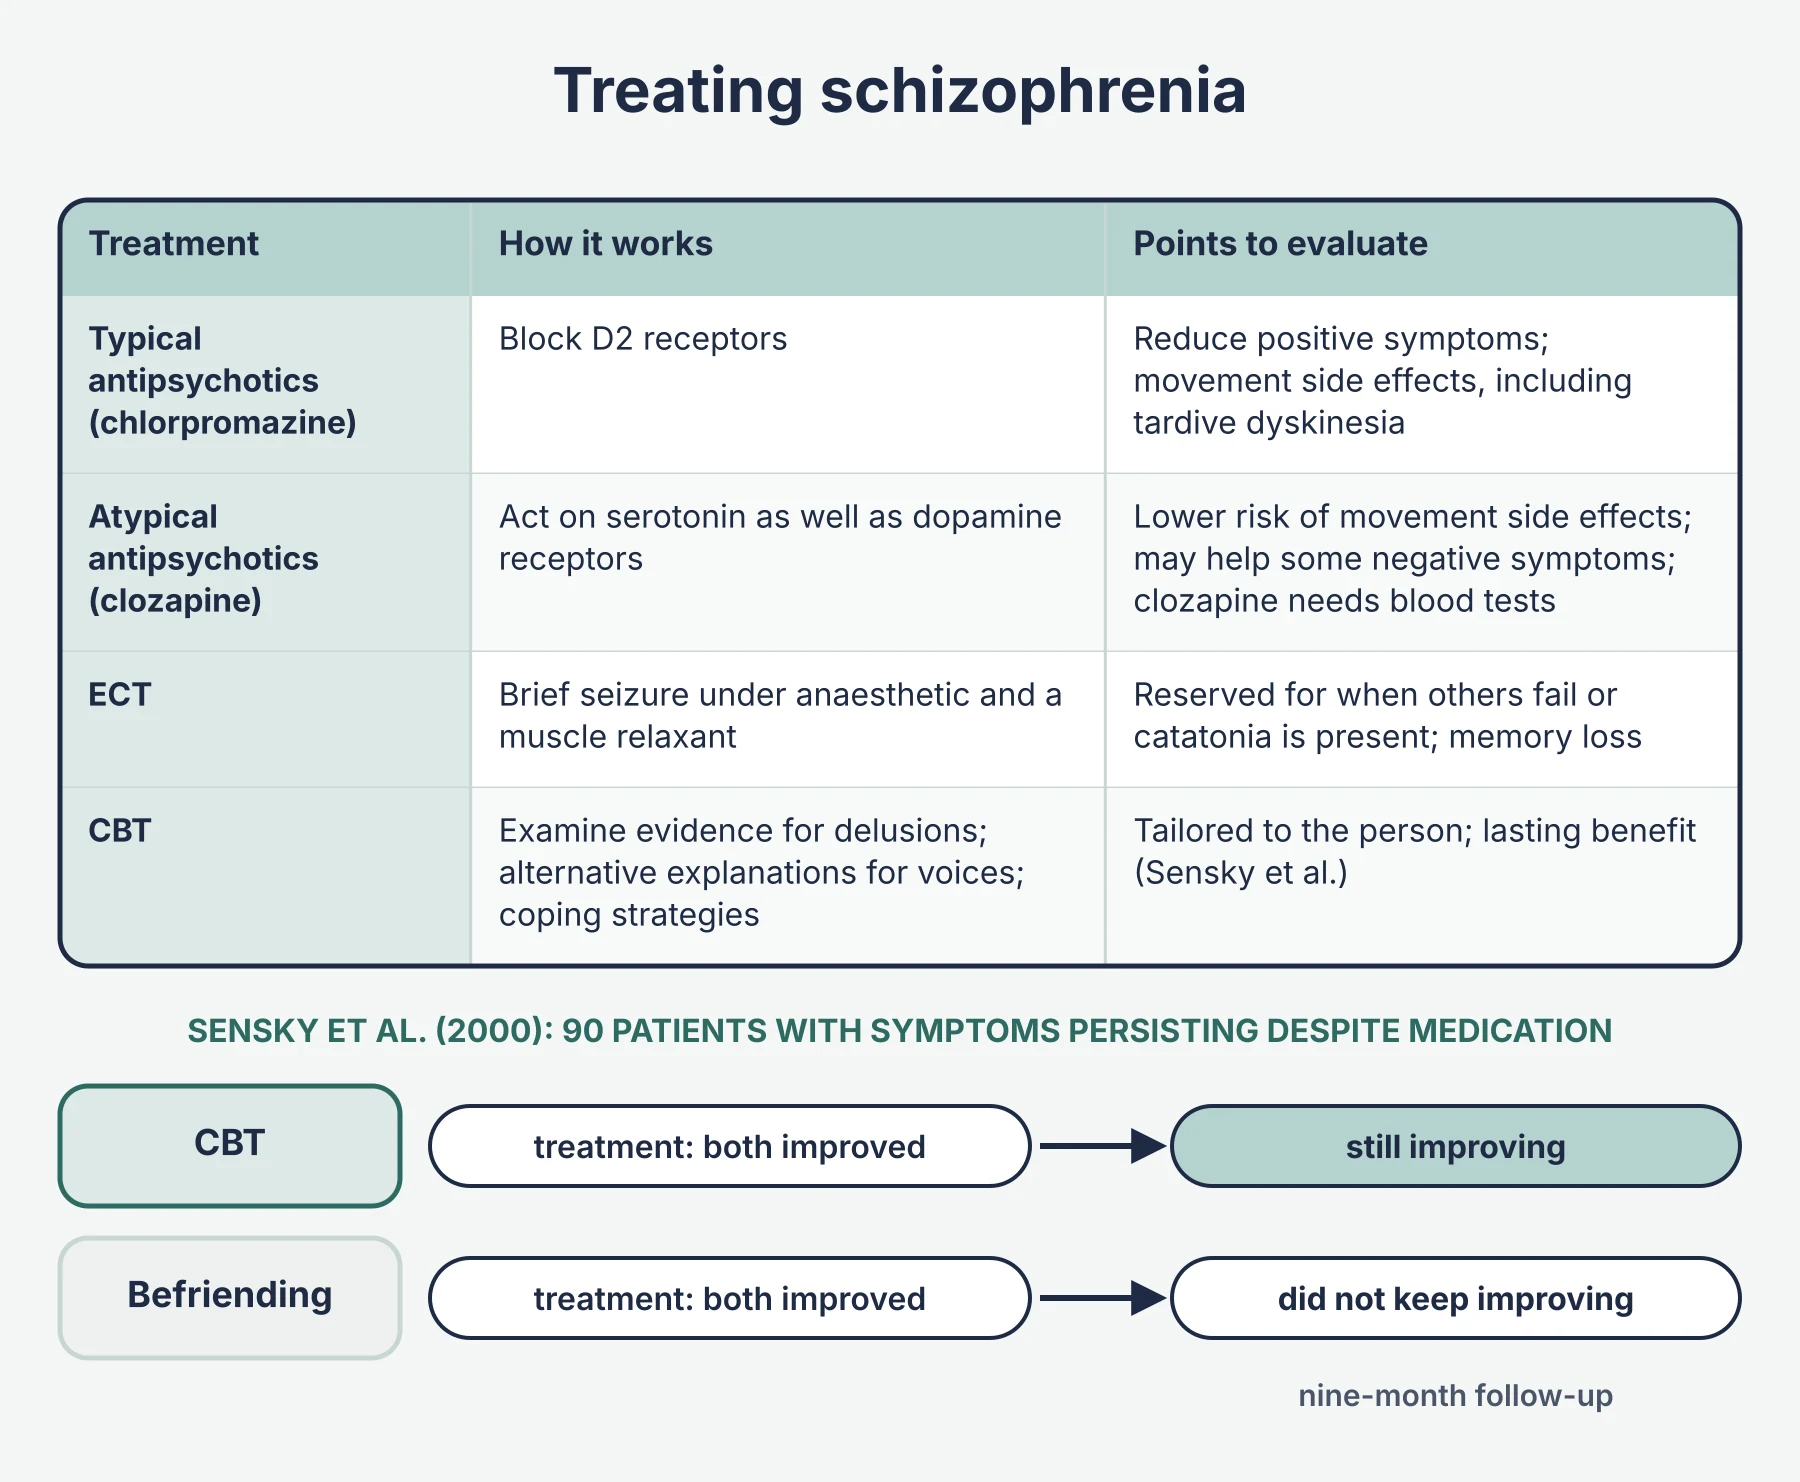 Treating schizophrenia
Treatment
How it works
Points to evaluate
Typical
antipsychotics
(chlorpromazine)
Block D2 receptors
Reduce positive symptoms;
movement side effects, including
tardive dyskinesia
Atypical
antipsychotics
(clozapine)
Act on serotonin as well as dopamine
receptors
Lower risk of movement side effects;
may help some negative symptoms;
clozapine needs blood tests
ECT
Brief seizure under anaesthetic and a
muscle relaxant
Reserved for when others fail or
catatonia is present; memory loss
CBT
Examine evidence for delusions;
alternative explanations for voices;
coping strategies
Tailored to the person; lasting benefit
(Sensky et al.)
SENSKY ET AL. (2000): 90 PATIENTS WITH SYMPTOMS PERSISTING DESPITE MEDICATION
CBT
treatment: both improved
still improving
Befriending
treatment: both improved
did not keep improving
nine-month follow-up